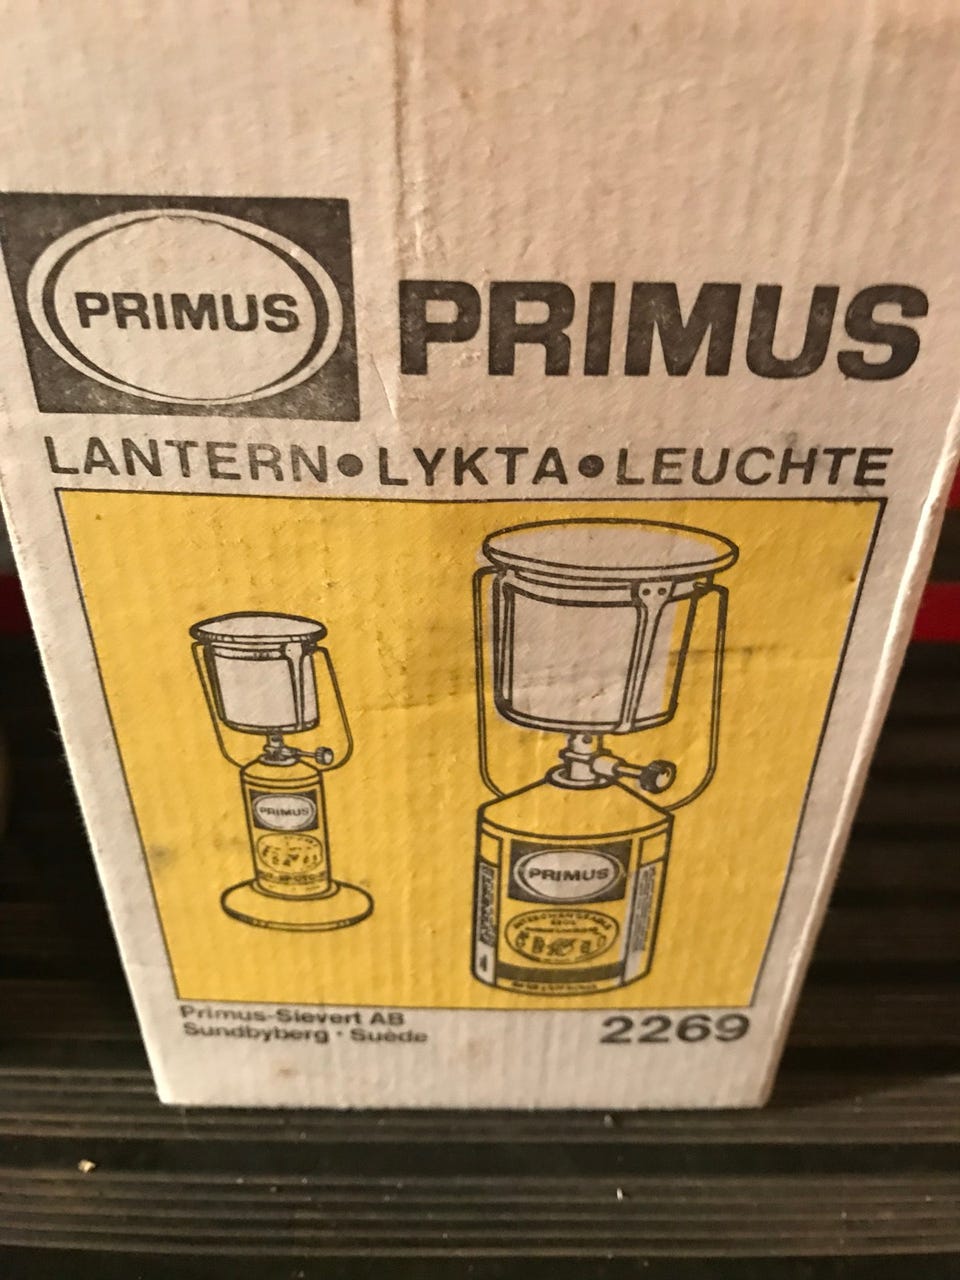 PRIMUS
PRIMUS
LANTERN•LYKTA•LEUCHTE
PRIMUS
PRIMUS
Primus-Sievert AB
Sundbyberg · Suède
2269